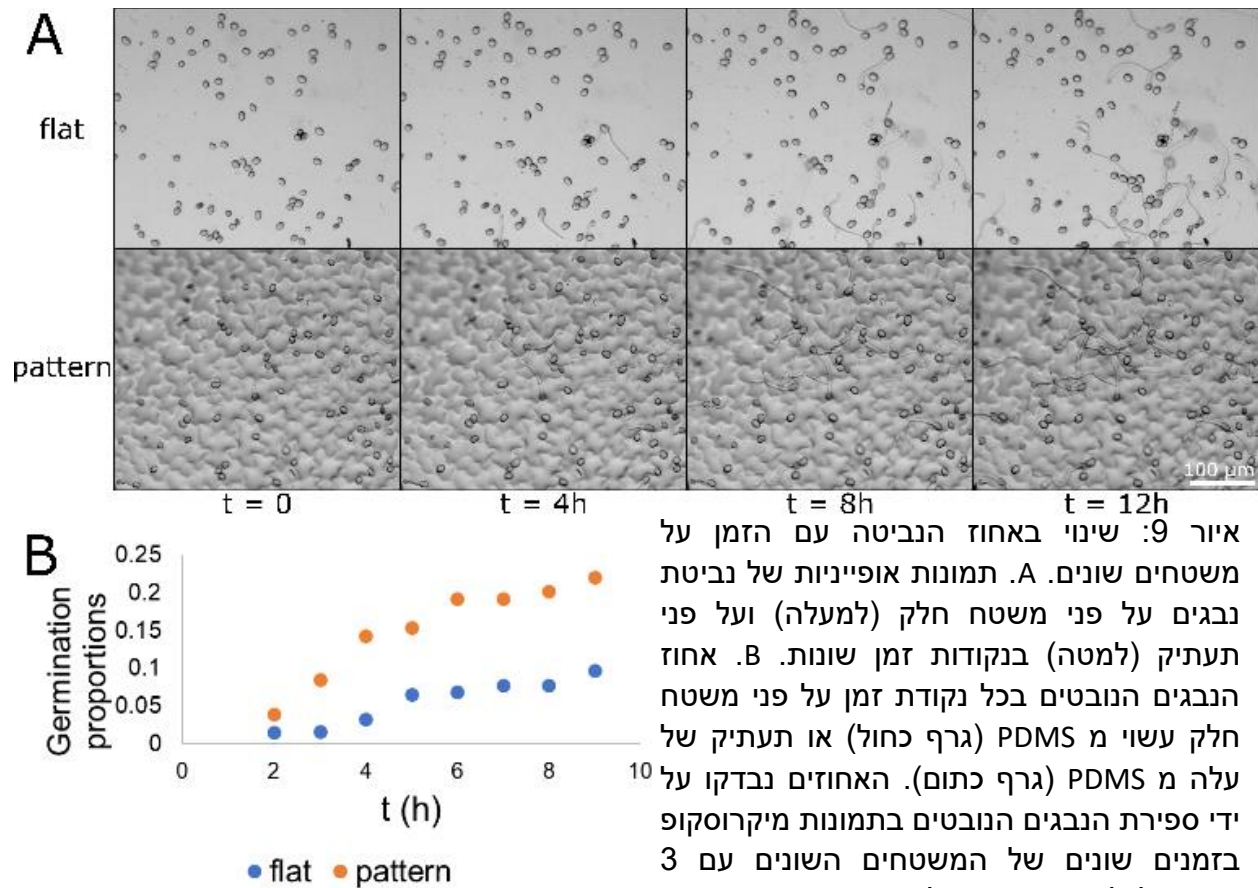 A
flat
pattern
100 µm
t = 0 t = 4h t = 8h t = 12h
B
Germination
proportions
0.25
0.2
0.15
0.1
0.05
0
0 2 4 6 8 10
t (h)
flat pattern
איור 9: שינוי באחוז הנביטה עם הזמן על
משטחים שונים. A. תמונות אופייניות של נביטת
נבגים על פני משטח חלק (למעלה) ועל פני
תעתיק (למטה) בנקודות זמן שונות. B. אחוז
הנבגים הנובטים בכל נקודת זמן על פני משטח
חלק עשוי מ PDMS (גרף כחול) או תעתיק של
עלה מ PDMS (גרף כתום). האחוזים נבדקו על
ידי ספירת הנבגים הנובטים בתמונות מיקרוסקופ
בזמנים שונים של המשטחים השונים עם 3